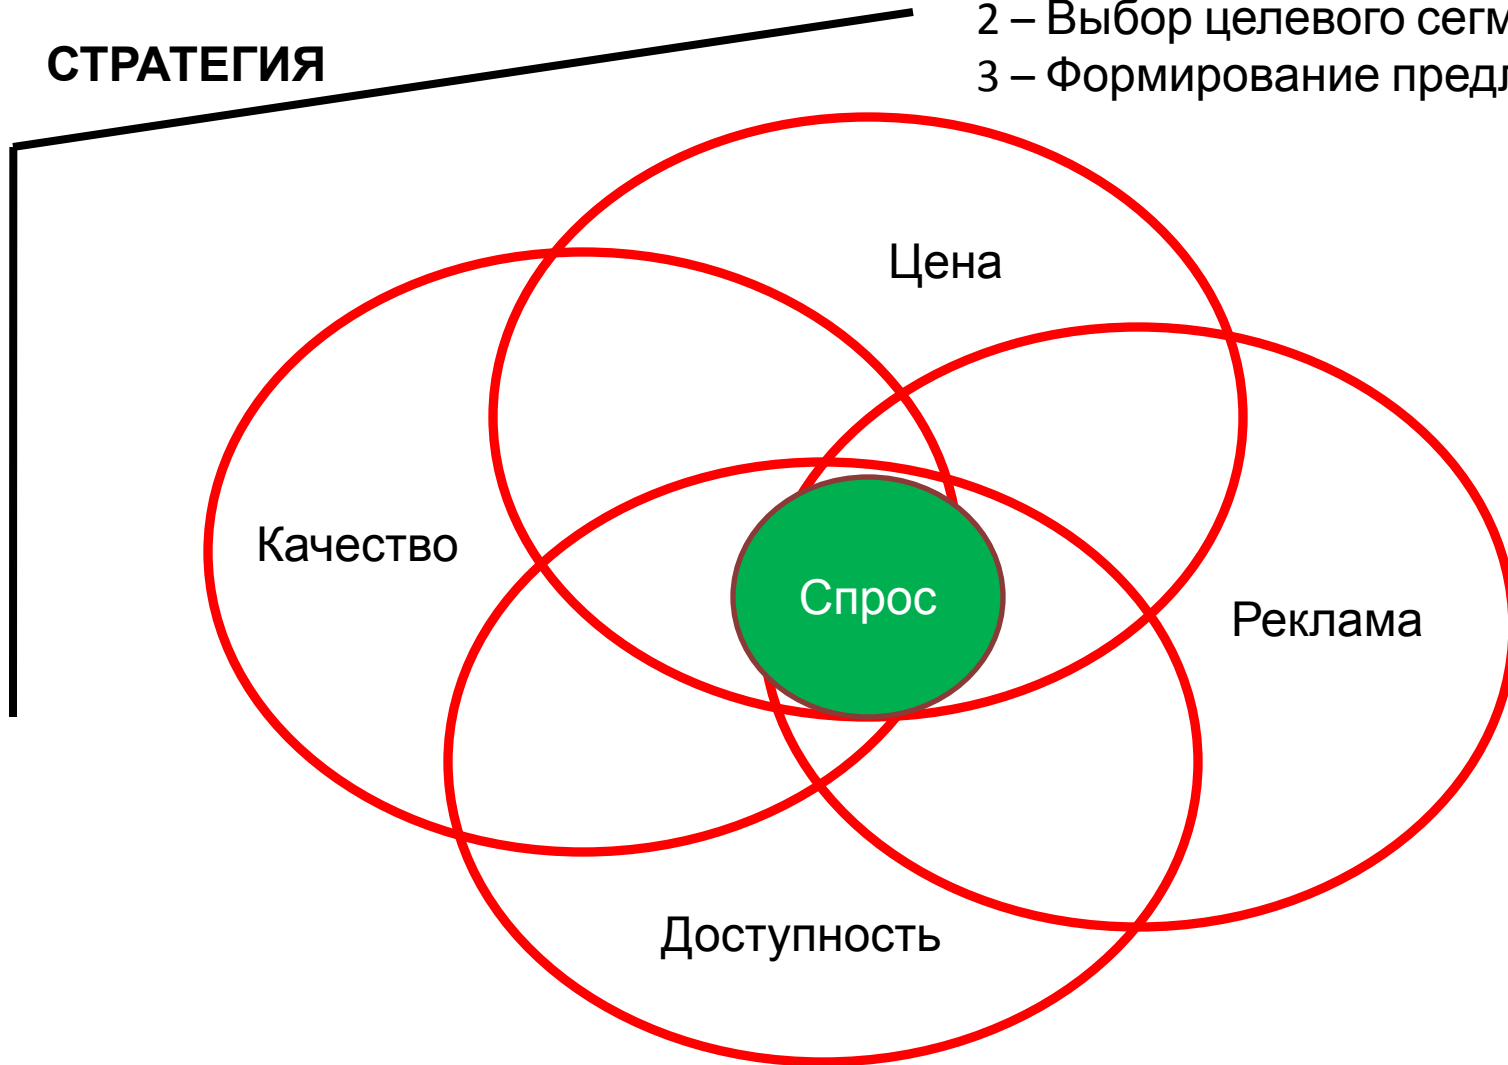 2 – Выбор целевого
СТРАТЕГИЯ
3 – Формирование
Цена
Качество
Спрос
Реклама
Доступность